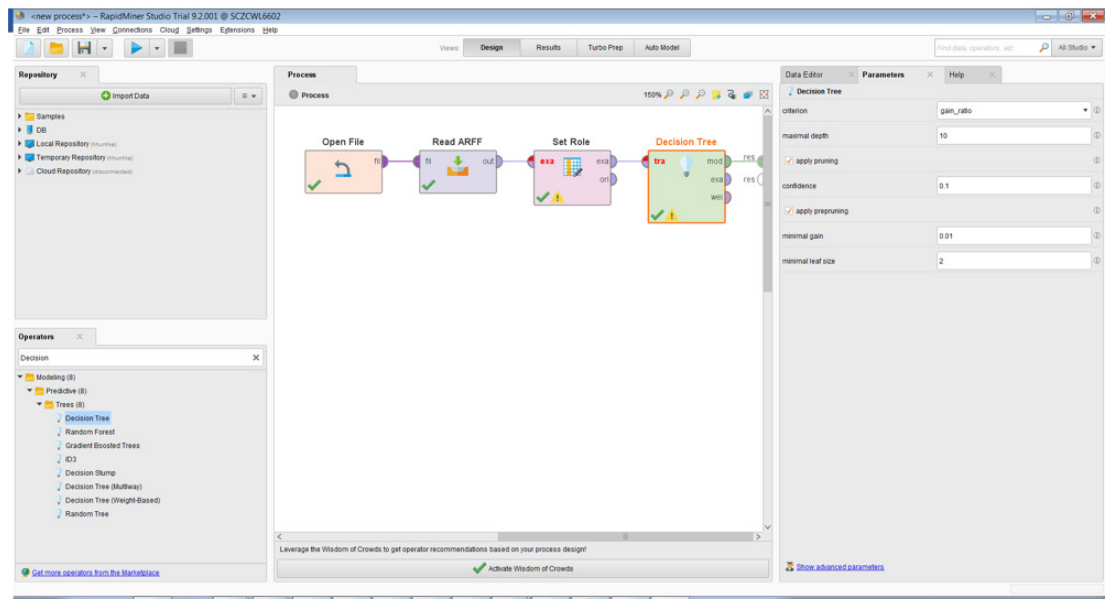 <new process*> – RapidMiner Studio Trial 9.2.001 @ SCZCWL6602
File Edit Process View Connections Cloud Settings Extensions Help
Views: Design Results Turbo Prep Auto Model
Find data, operators...etc
All Studio
Repository
Import Data
Samples
DB
Local Repository
Temporary Repository
Cloud Repository (disconnected)
Operators
Decision
Modeling (8)
Predictive (8)
Trees (8)
Decision Tree
Random Forest
Gradient Boosted Trees
ID3
Decision Stump
Decision Tree (Multiway)
Decision Tree (Weight-Based)
Random Tree
Get more operators from the Marketplace
Process
Process
150%
Open File Read ARFF Set Role Decision Tree
fil fil out exa exa tra mod res
ori exa res
wei
Leverage the Wisdom of Crowds to get operator recommendations based on your process design!
Activate Wisdom of Crowds
Data Editor Parameters Help
Decision Tree
criterion gain_ratio
maximal depth 10
apply pruning
confidence 0.1
apply prepruning
minimal gain 0.01
minimal leaf size 2
Show advanced parameters